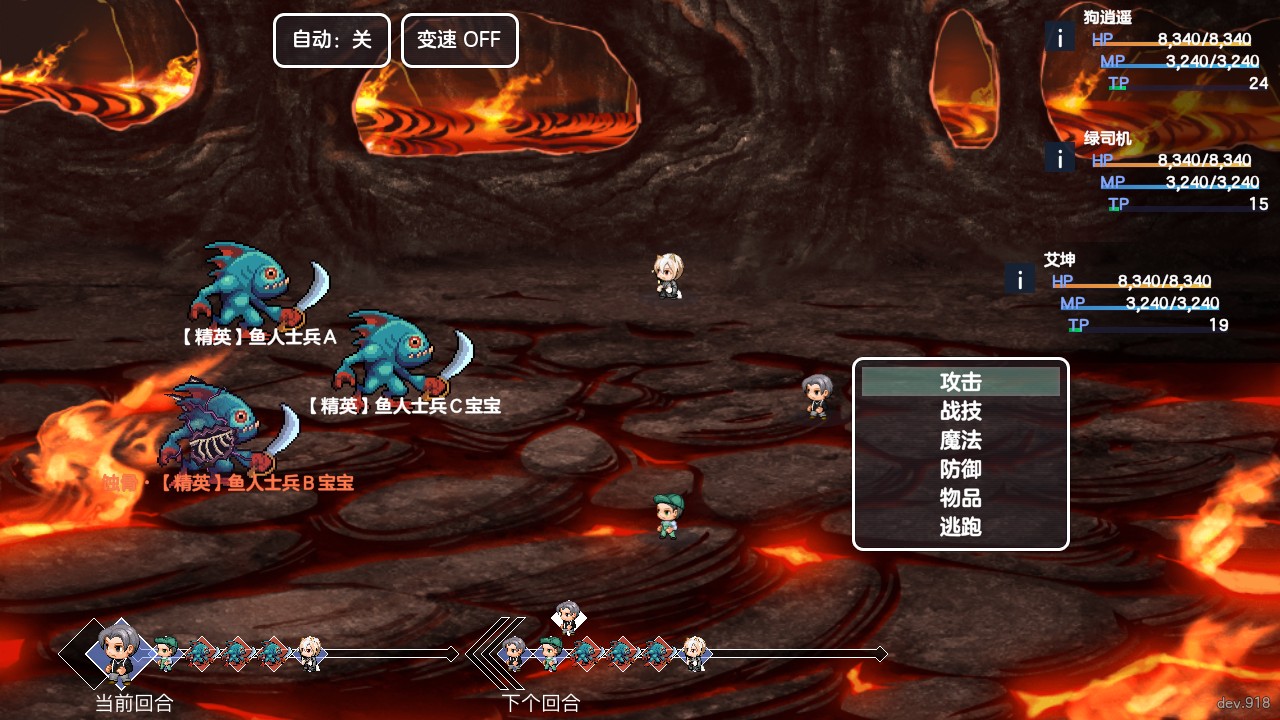 自动：关
变速 OFF
狗逍遥
HP 8,340/8,340
MP 3,240/3,240
TP 24
绿司机
HP 8,340/8,340
MP 3,240/3,240
TP 15
艾坤
HP 8,340/8,340
MP 3,240/3,240
TP 19
【精英】鱼人士兵A
【精英】鱼人士兵C宝宝
蚀骨·【精英】鱼人士兵B宝宝
攻击
战技
魔法
防御
物品
逃跑
当前回合
下个回合
dev.918